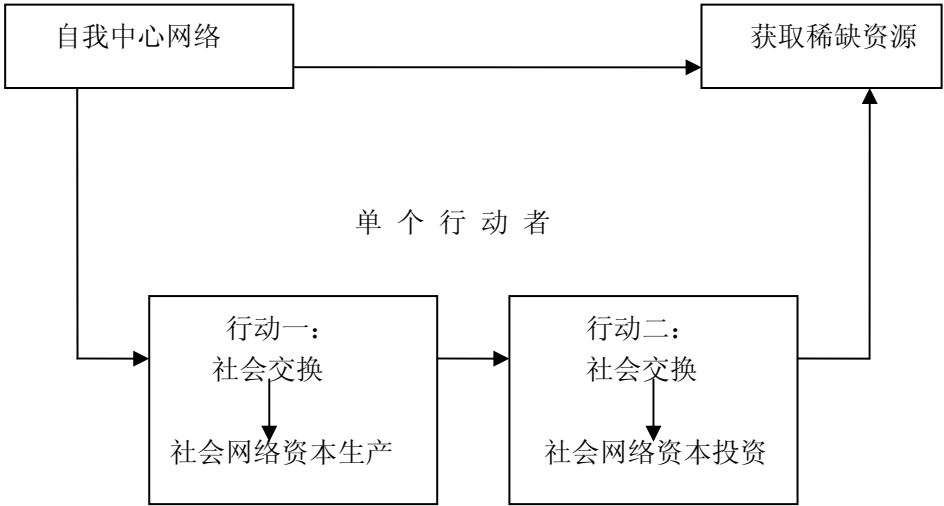 自我中心网络
获取稀缺资源
单 个 行 动 者
行动一：
社会交换
社会网络资本生产
行动二：
社会交换
社会网络资本投资